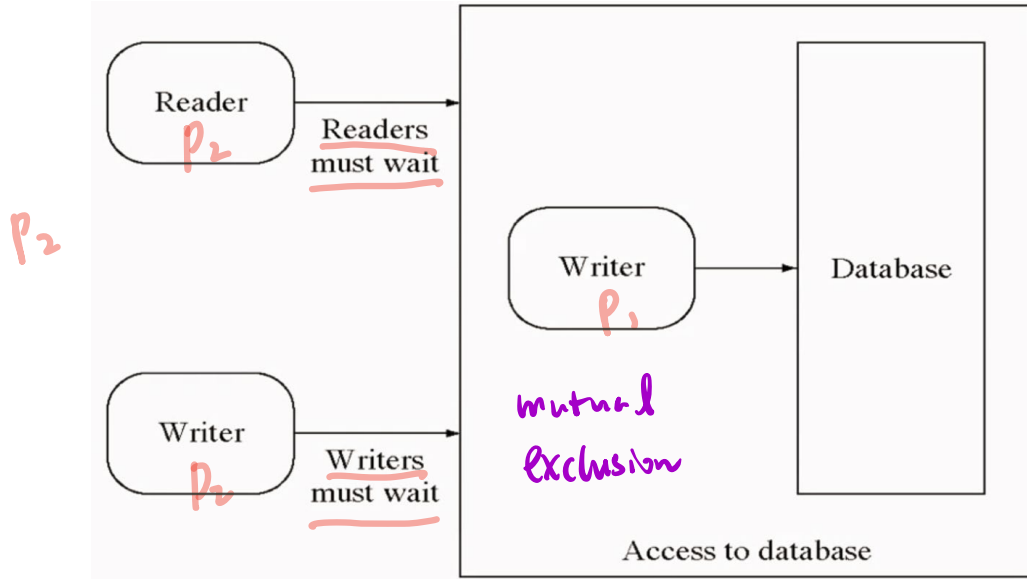 Reader
P2
Readers
must wait
P2
Writer
P1
Database
mutual
exclusion
Writer
P2
Writers
must wait
Access to database